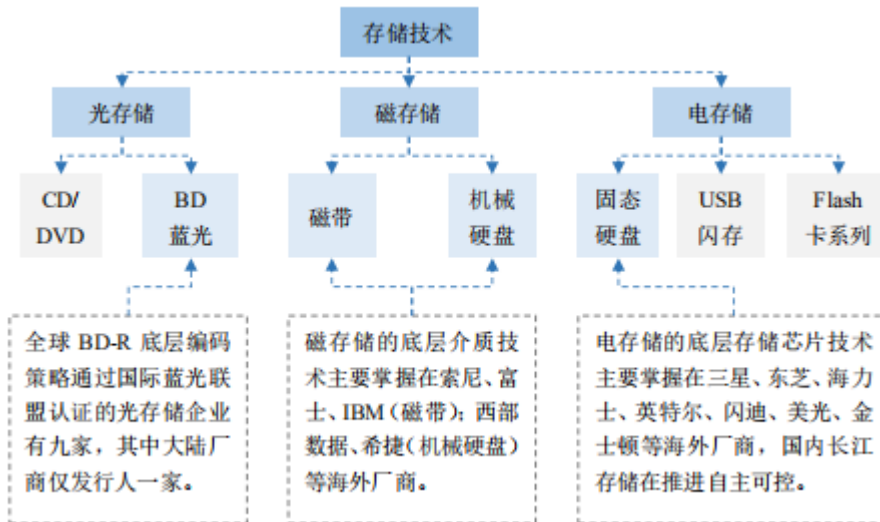 存储技术
光存储
磁存储
电存储
CD/
DVD
BD
蓝光
磁带
机械
硬盘
固态
硬盘
USB
闪存
Flash
卡系列
全球 BD-R 底层编码
策略通过国际蓝光联
盟认证的光存储企业
有九家，其中大陆厂
商仅发行人一家。
磁存储的底层介质技
术主要掌握在索尼、富
士、IBM（磁带）；西部
数据、希捷（机械硬盘）
等海外厂商。
电存储的底层存储芯片技术
主要掌握在三星、东芝、海力
士、英特尔、闪迪、美光、金
士顿等海外厂商，国内长江
存储在推进自主可控。